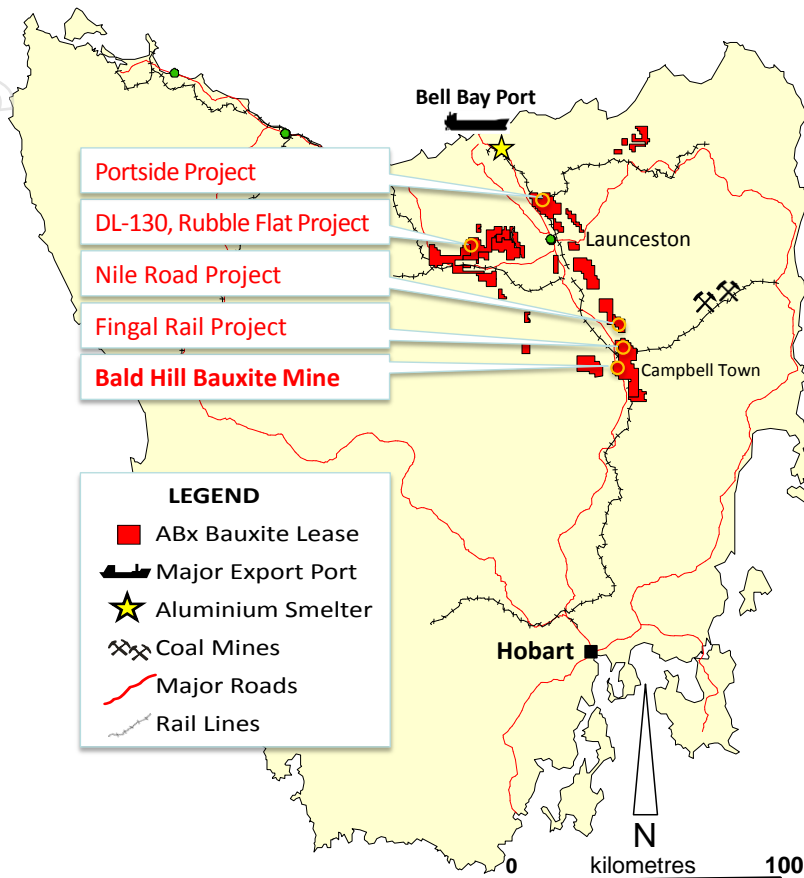 Bell Bay Port
Portside Project
DL-130, Rubble Flat Project
Launceston
Nile Road Project
Fingal Rail Project
Bald Hill Bauxite Mine
Campbell Town
LEGEND
ABx Bauxite Lease
Major Export Port
Aluminium Smelter
Coal Mines
Major Roads
Rail Lines
Hobart
N
0 kilometres 100